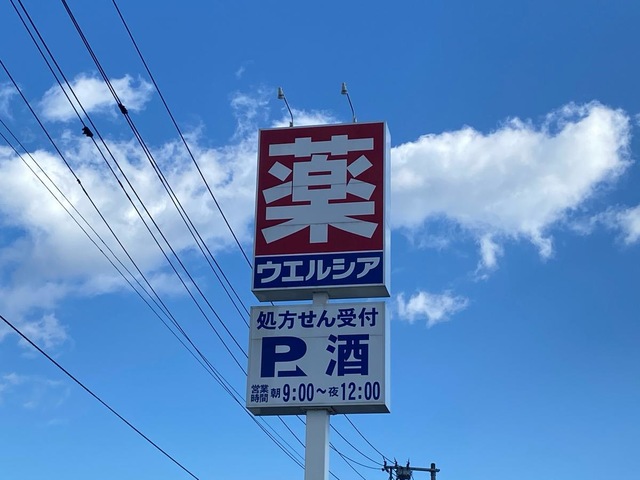 薬
ウエルシア
処方せん受付
P 酒
営業時間 朝9:00～夜12:00